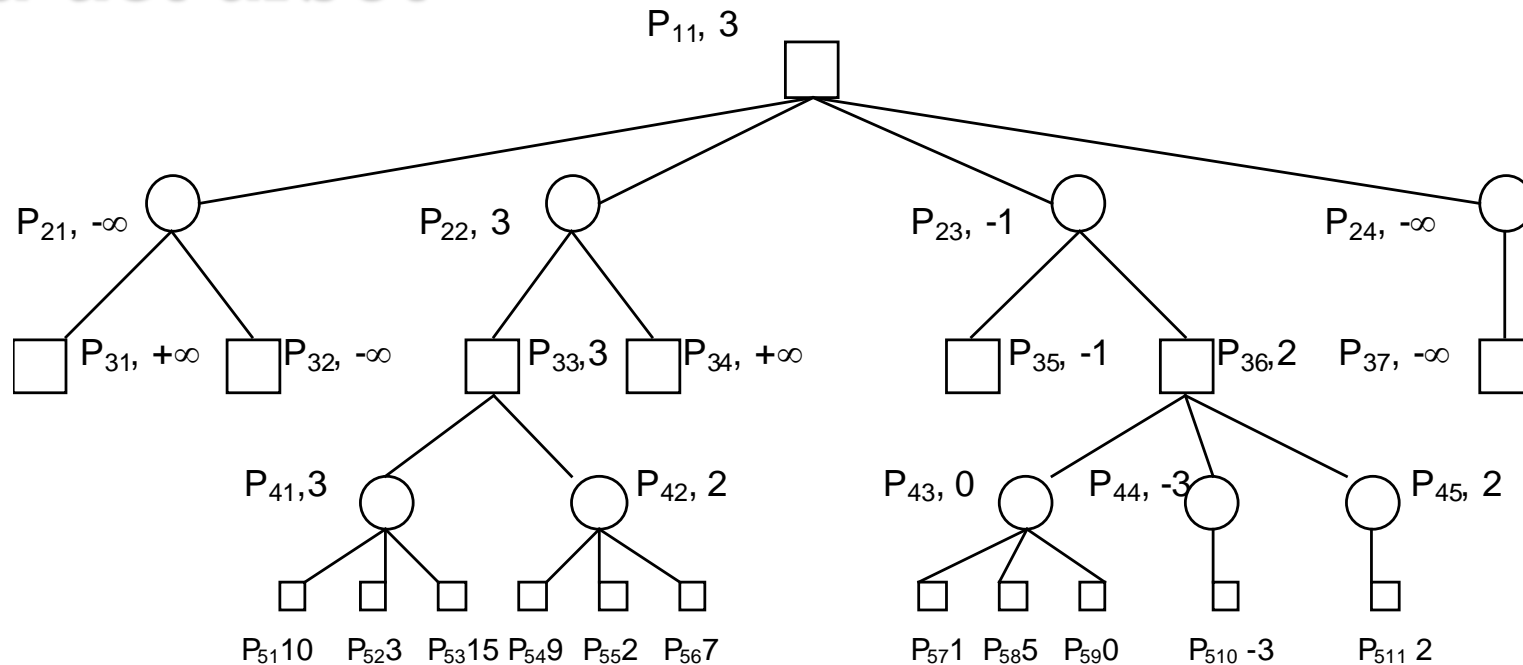 P11, 3
P21, -∞ P22, 3 P23, -1 P24, -∞
P31, +∞ P32, -∞ P33,3 P34, +∞ P35, -1 P36,2 P37, -∞
P41,3 P42, 2 P43, 0 P44, -3 P45, 2
P5110 P523 P5315 P549 P552 P567 P571 P585 P590 P510 -3 P511 2